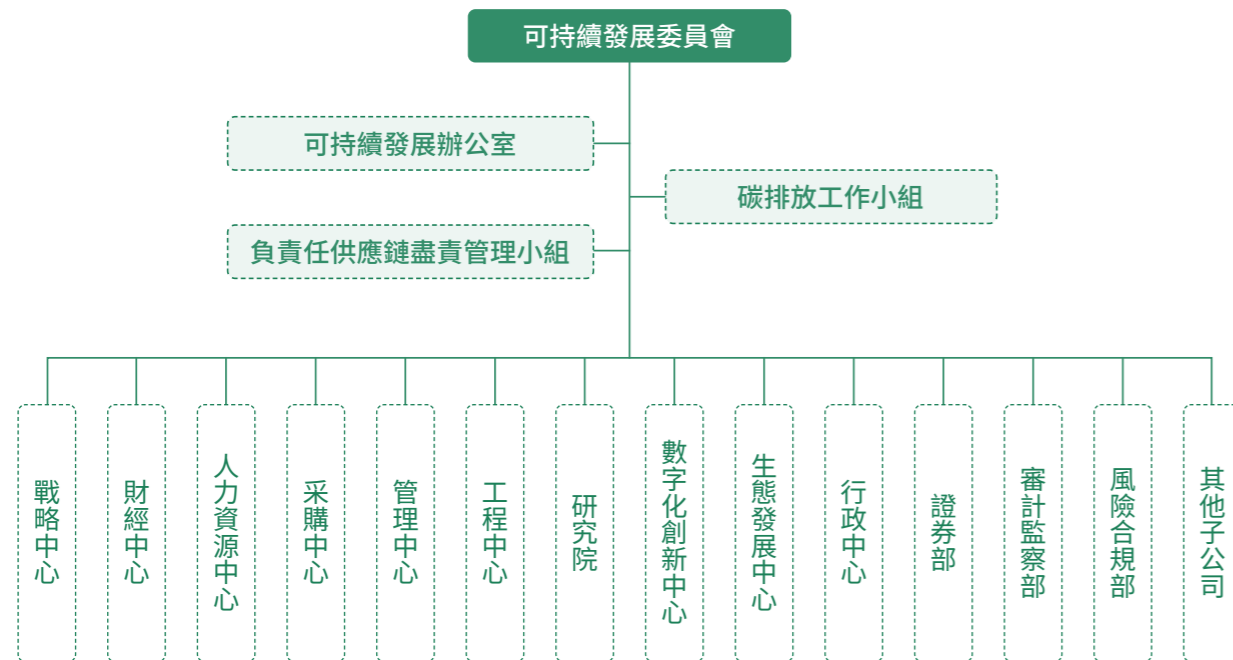 可持續發展委員會
可持續發展辦公室
碳排放工作小組
負責任供應鏈盡責管理小組
戰略中心
財經中心
人力資源中心
采購中心
管理中心
工程中心
研究院
數字化創新中心
生態發展中心
行政中心
證券部
審計監察部
風險合規部
其他子公司